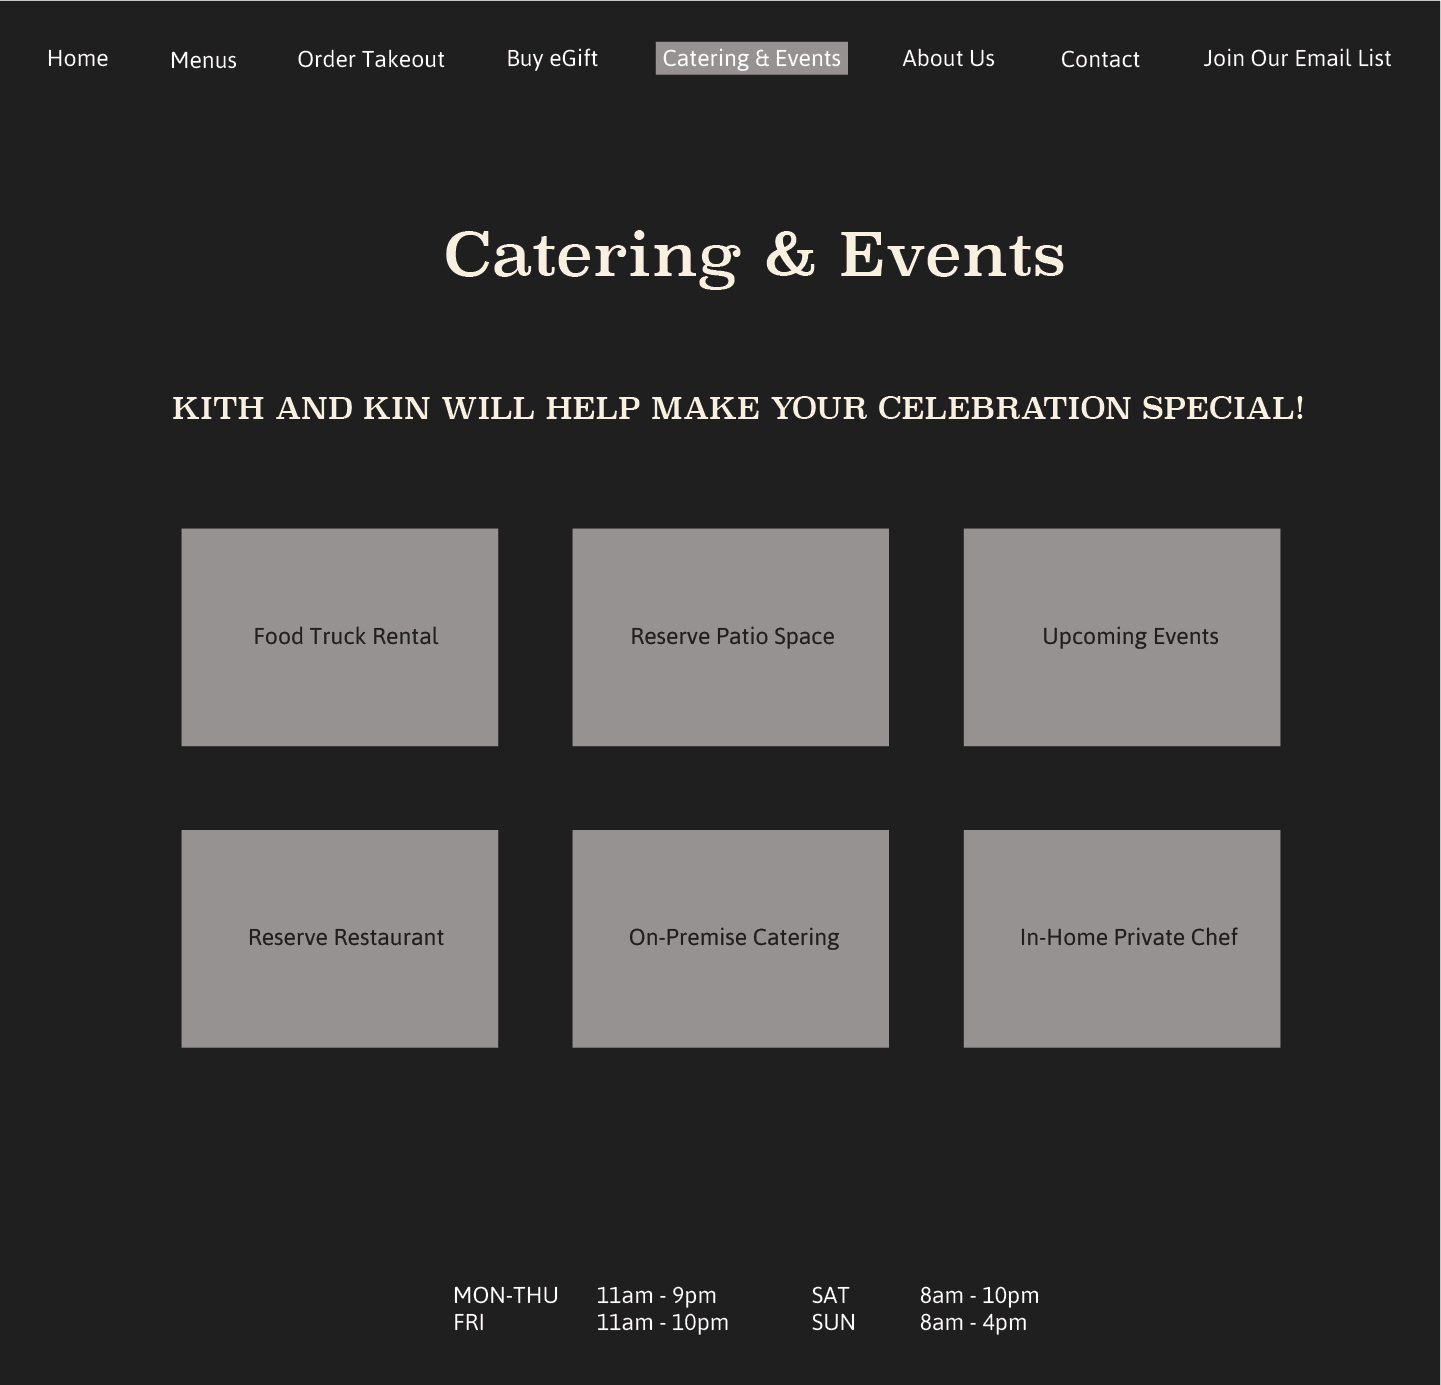 Home Menus Order Takeout Buy eGift Catering & Events About Us Contact Join Our Email List
Catering & Events
KITH AND KIN WILL HELP MAKE YOUR CELEBRATION SPECIAL!
Food Truck Rental Reserve Patio Space Upcoming Events
Reserve Restaurant On-Premise Catering In-Home Private Chef
MON-THU 11am - 9pm SAT 8am - 10pm
FRI 11am - 10pm SUN 8am - 4pm